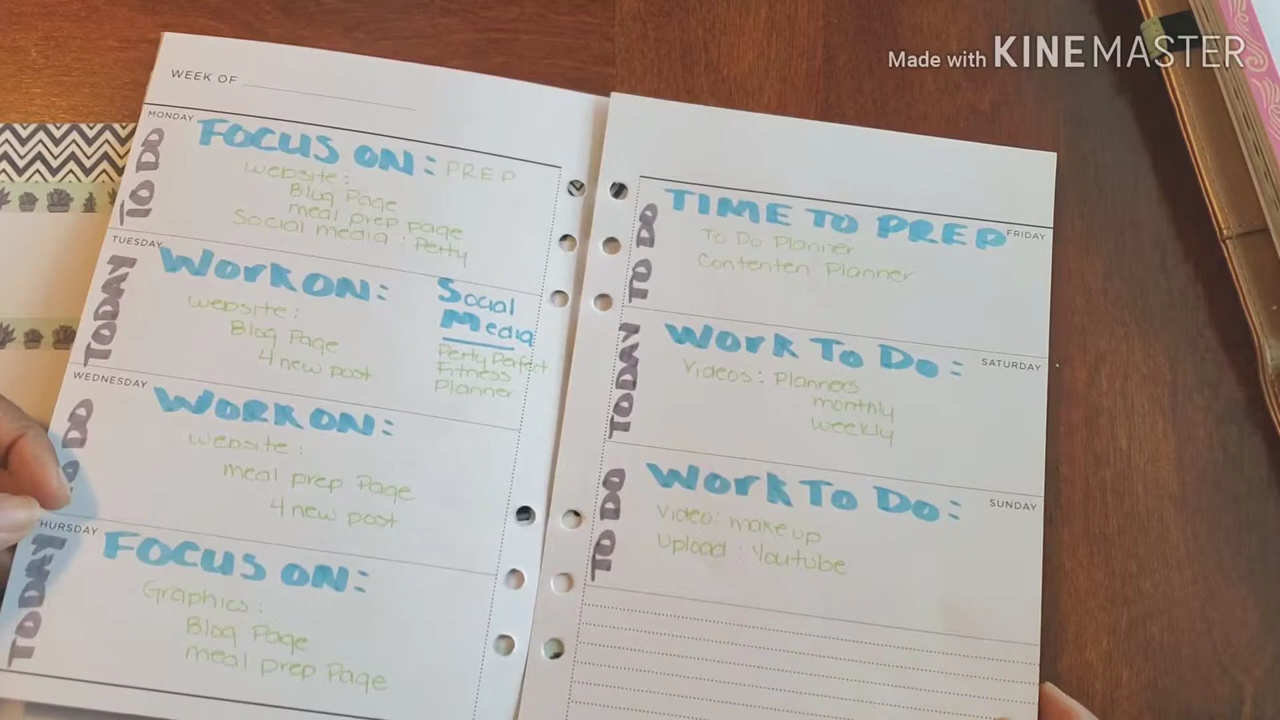 Made with KINEMASTER
WEEK OF
MONDAY
TO DO
FOCUS ON: PREP
website:
Blog Page
meal prep page
Social media: Perty
TUESDAY
TODAY
Work ON:
website:
Blog Page
4 new post
Social
Media
Perty Perfect
Fitness
Planner
WEDNESDAY
TO DO
WORK ON:
website:
meal prep Page
4 new post
THURSDAY
TODAY
FOCUS ON:
Graphics:
Blog Page
meal prep Page
FRIDAY
TO DO
TIME TO PREP
To Do Planner
Contenten Planner
SATURDAY
TODAY
Work To Do:
Videos: Planners
monthly
weekly
SUNDAY
TO DO
Work To Do:
Video: make up
Upload: Youtube